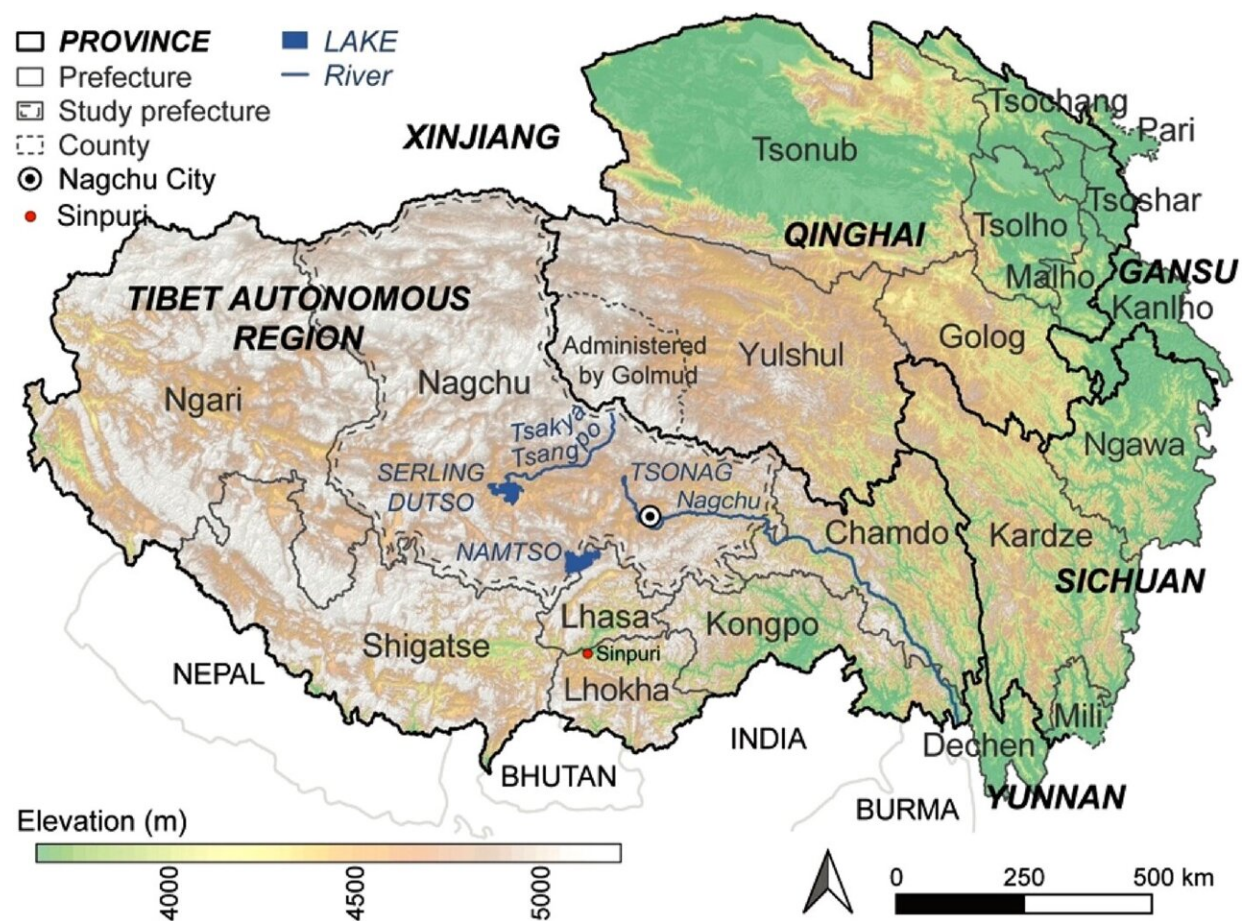 PROVINCE
Prefecture
Study prefecture
County
Nagchu City
Sinpuri
LAKE
River
XINJIANG
Tsonub
Tsochang
Pari
Tsoshar
Tsolho
QINGHAI
Malho
GANSU
Kanlho
TIBET AUTONOMOUS
REGION
Administered
by Golmud
Yulshul
Golog
Ngari
Nagchu
Tsakya
Tsangpo
SERLING
DUTSO
TSONAG
Nagchu
Ngawa
NAMTSO
Chamdo
Kardze
SICHUAN
Lhasa
Kongpo
Shigatse
Sinpuri
Lhokha
NEPAL
Mili
INDIA
Dechen
BHUTAN
BURMA
YUNNAN
Elevation (m)
4000
4500
5000
0 250 500 km